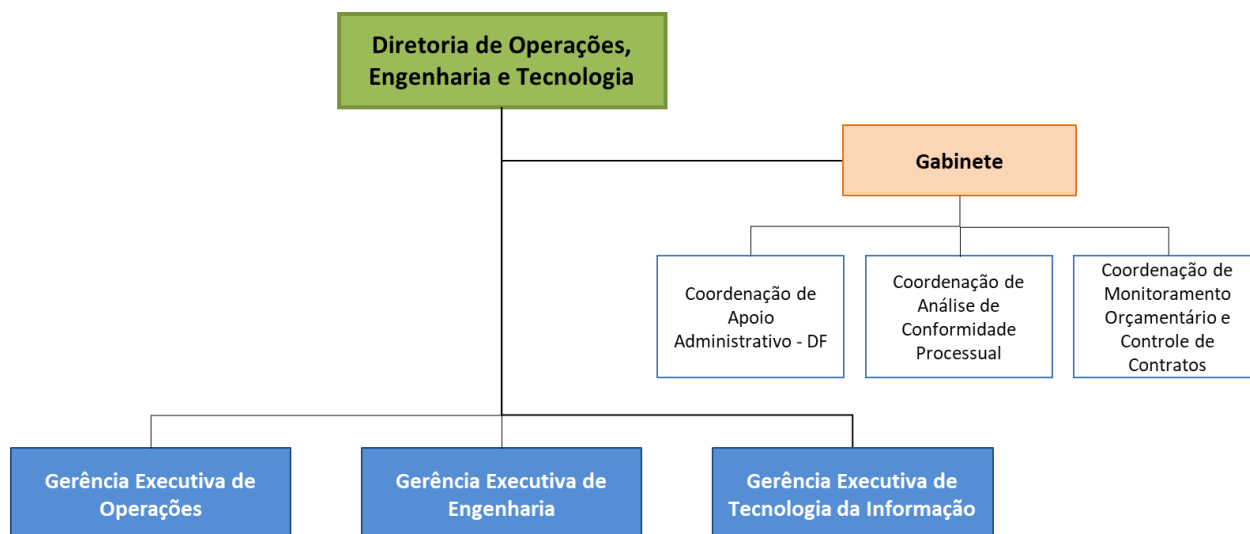 Diretoria de Operações,
Engenharia e Tecnologia
Gabinete
Coordenação de
Apoio
Administrativo - DF
Coordenação de
Análise de
Conformidade
Processual
Coordenação de
Monitoramento
Orçamentário e
Controle de
Contratos
Gerência Executiva de
Operações
Gerência Executiva de
Engenharia
Gerência Executiva de
Tecnologia da Informação